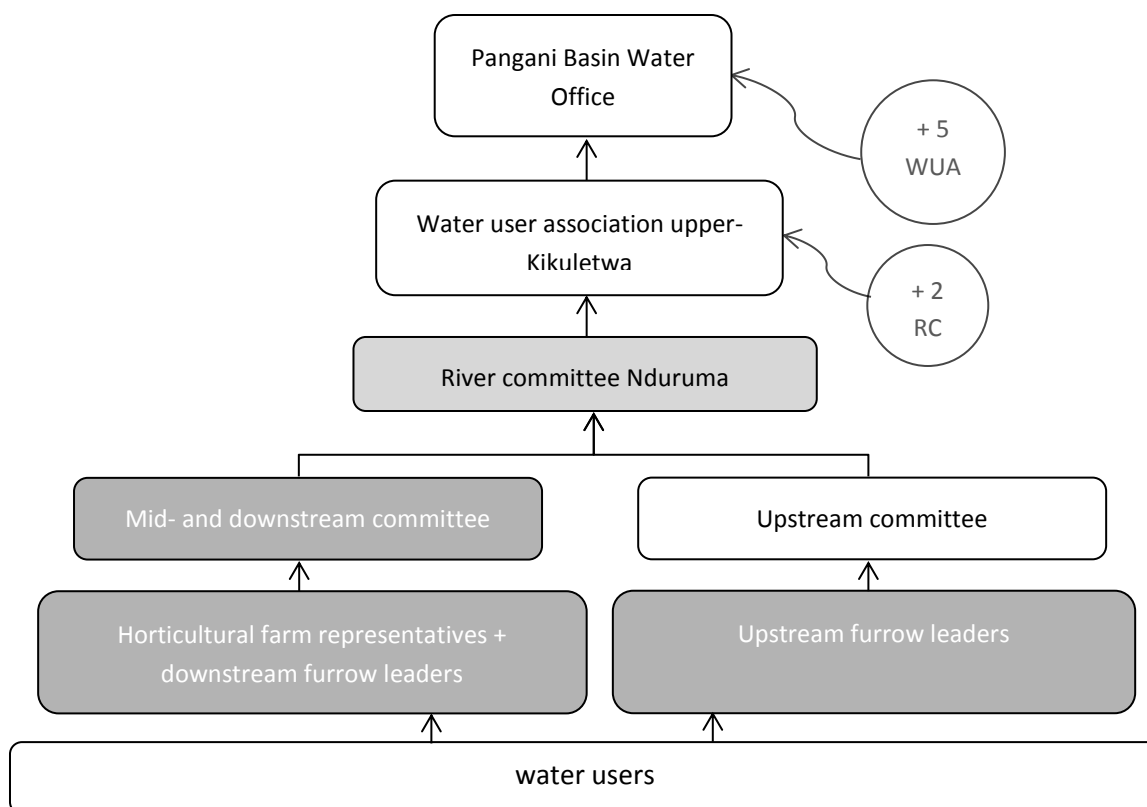 Pangani Basin Water
Office
+ 5
WUA
Water user association upper-
Kikuletwa
+ 2
RC
River committee Nduruma
Mid- and downstream committee
Upstream committee
Horticultural farm representatives +
downstream furrow leaders
Upstream furrow leaders
water users